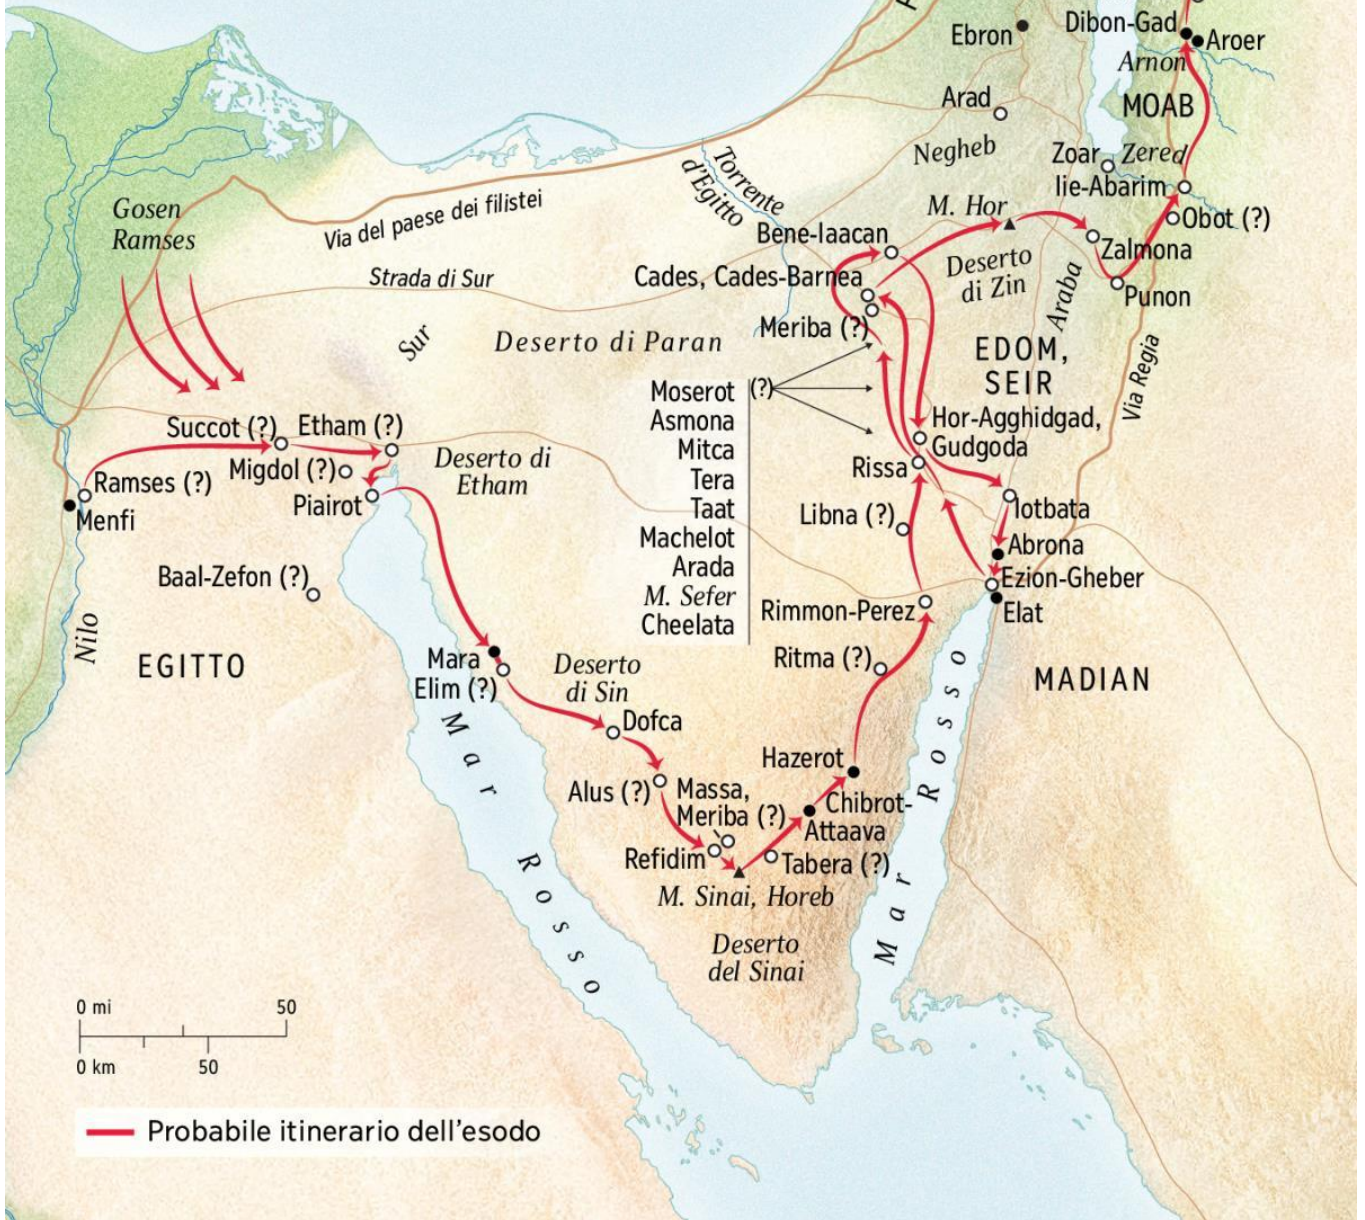 Ebron
Dibon-Gad
Aroer
Arnon
MOAB
Arad
Negheb
Zoar
Zered
Iie-Abarim
Obot (?)
M. Hor
Zalmona
Punon
Torrente
d'Egitto
Bene-Iaacan
Cades, Cades-Barnea
Meriba (?)
Deserto
di Zin
Araba
EDOM,
SEIR
Via Regia
Gosen
Ramses
Via del paese dei filistei
Strada di Sur
Sur
Deserto di Paran
Moserot (?)
Asmona
Mitca
Tera
Taat
Machelot
Arada
M. Sefer
Cheelata
Hor-Agghidgad,
Gudgoda
Rissa
Libna (?)
Iotbata
Abrona
Ezion-Gheber
Elat
Rimmon-Perez
Ritma (?)
Succot (?)
Etham (?)
Migdol (?)
Ramses (?)
Menfi
Piairot
Deserto di
Etham
Baal-Zefon (?)
Nilo
EGITTO
Mara
Elim (?)
Deserto
di Sin
Dofca
Alus (?)
Massa,
Meriba (?)
Refidim
Hazerot
Chibrot-
Attaava
Tabera (?)
M. Sinai, Horeb
Deserto
del Sinai
Mar Rosso
Mar Rosso
MADIAN
0 mi 50
0 km 50
Probabile itinerario dell'esodo